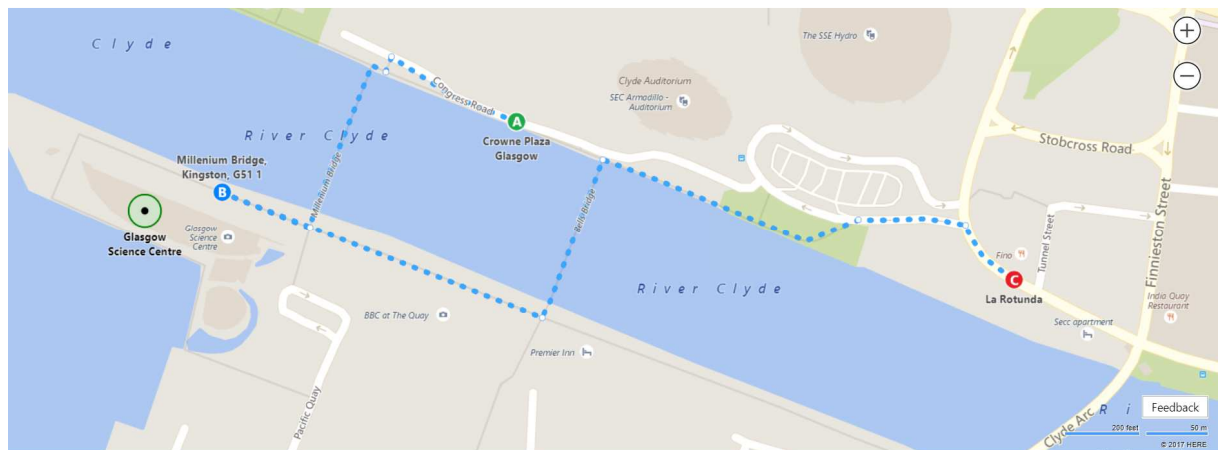 Clyde
The SSE Hydro
Clyde Auditorium
SEC Armadillo -
Auditorium
Congress Road
A
Crowne Plaza
Glasgow
River Clyde
Stobcross Road
Millenium Bridge,
Kingston, G51 1
B
Millenium Bridge
Glasgow
Science Centre
Glasgow
Science
Centre
Bells Bridge
Tunnel Street
Finnieston Street
Fino
C
La Rotunda
River Clyde
India Quay
Restaurant
BBC at The Quay
Secc apartment
Premier Inn
Pacific Quay
Clyde Arc
R i
Feedback
200 feet
50 m
© 2017 HERE